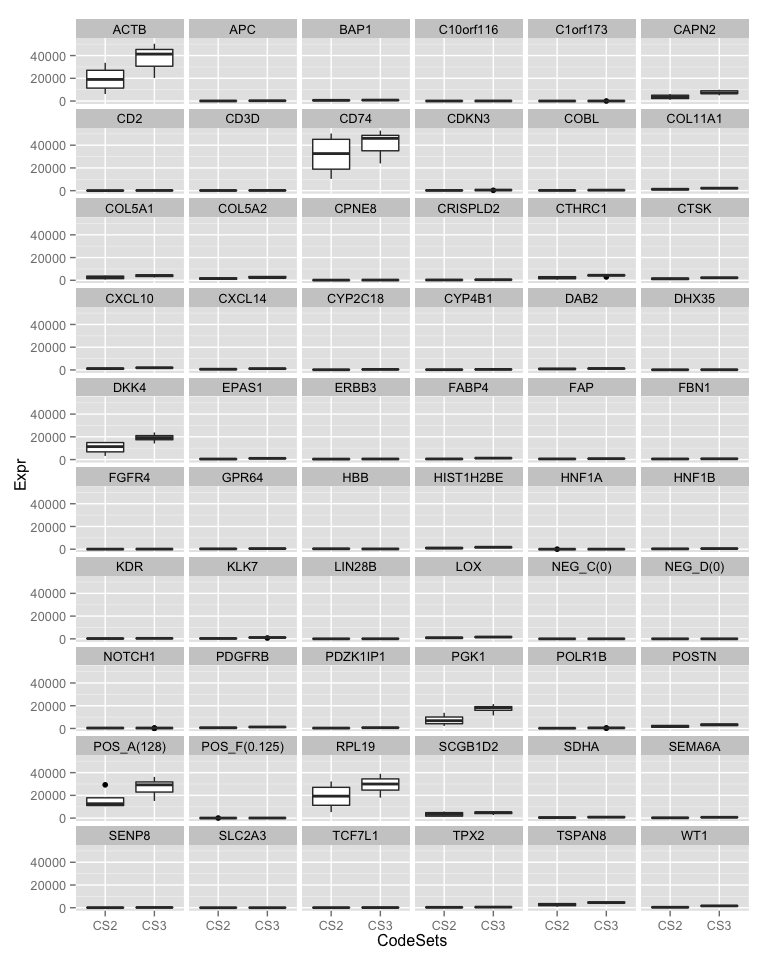 ACTB APC BAP1 C10orf116 C1orf173 CAPN2
40000
20000
0
CD2 CD3D CD74 CDKN3 COBL COL11A1
40000
20000
0
COL5A1 COL5A2 CPNE8 CRISPLD2 CTHRC1 CTSK
40000
20000
0
CXCL10 CXCL14 CYP2C18 CYP4B1 DAB2 DHX35
40000
20000
0
DKK4 EPAS1 ERBB3 FABP4 FAP FBN1
40000
20000
0
Expr
FGFR4 GPR64 HBB HIST1H2BE HNF1A HNF1B
40000
20000
0
KDR KLK7 LIN28B LOX NEG_C(0) NEG_D(0)
40000
20000
0
NOTCH1 PDGFRB PDZK1IP1 PGK1 POLR1B POSTN
40000
20000
0
POS_A(128) POS_F(0.125) RPL19 SCGB1D2 SDHA SEMA6A
40000
20000
0
SENP8 SLC2A3 TCF7L1 TPX2 TSPAN8 WT1
40000
20000
0
CS2 CS3 CS2 CS3 CS2 CS3 CS2 CS3 CS2 CS3 CS2 CS3
CodeSets